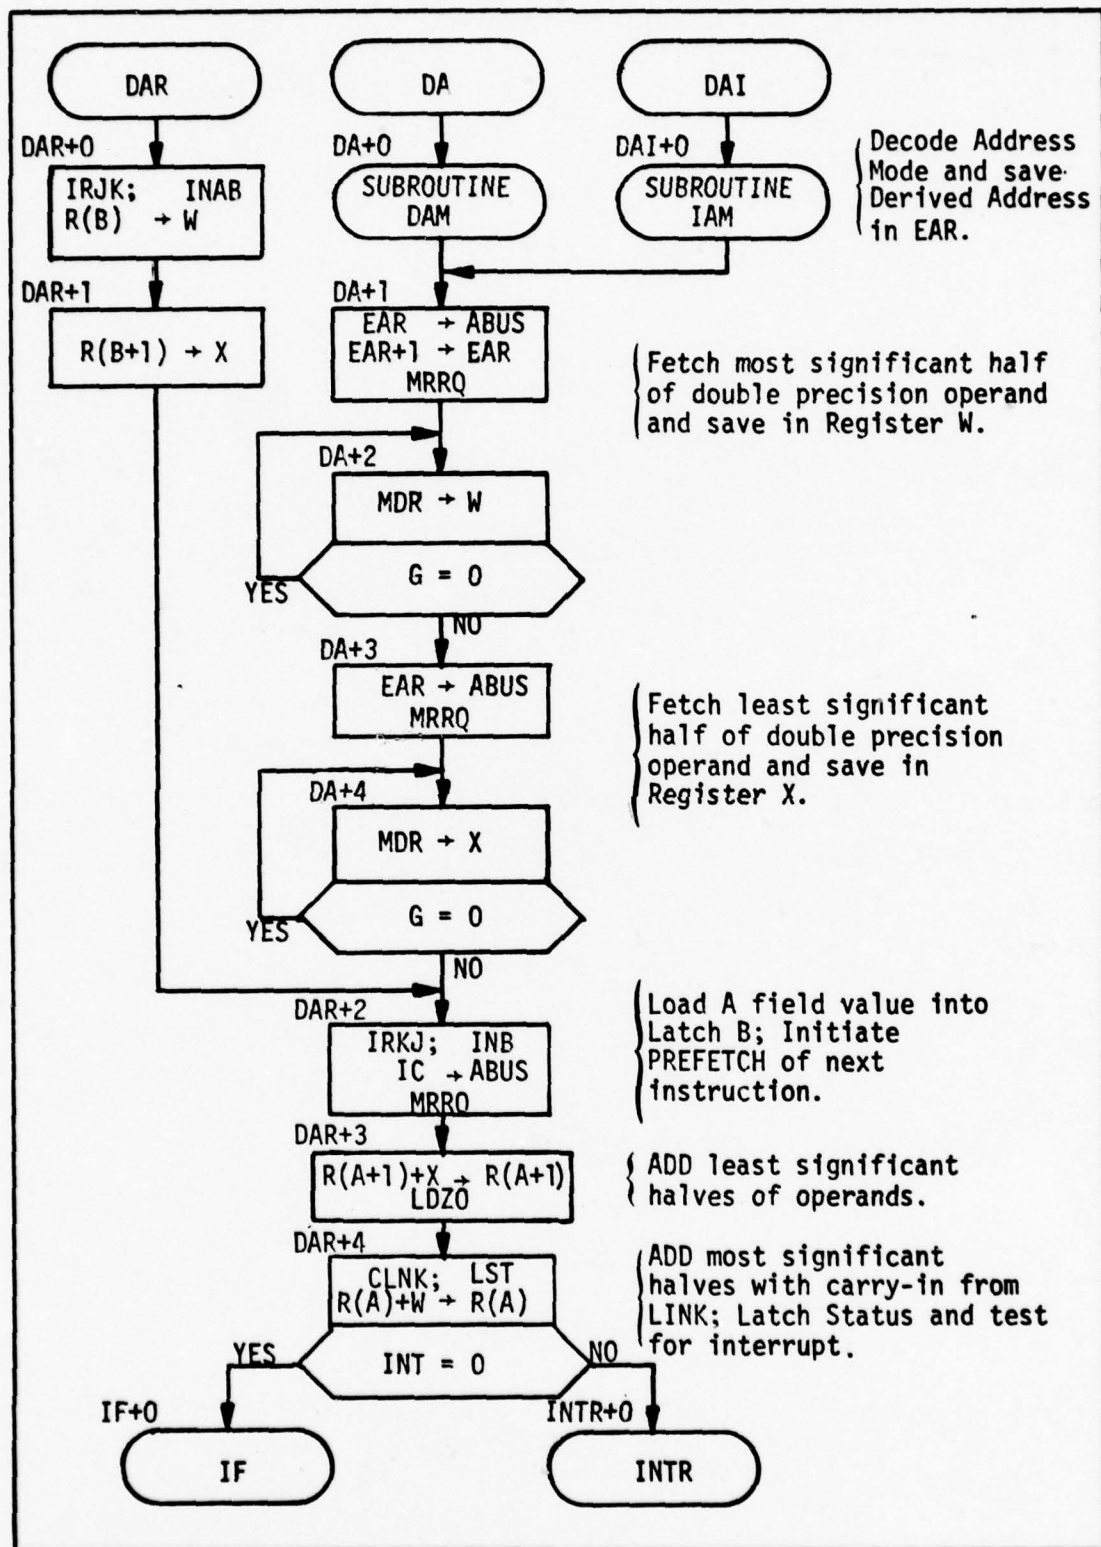 DAR
DA
DAI
DAR+0
DA+0
DAI+0
IRJK; INAB
R(B) → W
SUBROUTINE
DAM
SUBROUTINE
IAM
Decode Address
Mode and save
Derived Address
in EAR.
DAR+1
R(B+1) → X
DA+1
EAR → ABUS
EAR+1 → EAR
MRRQ
Fetch most significant half
of double precision operand
and save in Register W.
DA+2
MDR → W
G = 0
YES
NO
DA+3
EAR → ABUS
MRRQ
Fetch least significant
half of double precision
operand and save in
Register X.
DA+4
MDR → X
G = 0
YES
NO
DAR+2
IRKJ; INB
IC → ABUS
MRRQ
Load A field value into
Latch B; Initiate
PREFETCH of next
instruction.
DAR+3
R(A+1)+X → R(A+1)
LDZO
ADD least significant
halves of operands.
DAR+4
CLNK; LST
R(A)+W → R(A)
ADD most significant
halves with carry-in from
LINK; Latch Status and test
for interrupt.
YES
INT = 0
NO
IF+0
INTR+0
IF
INTR